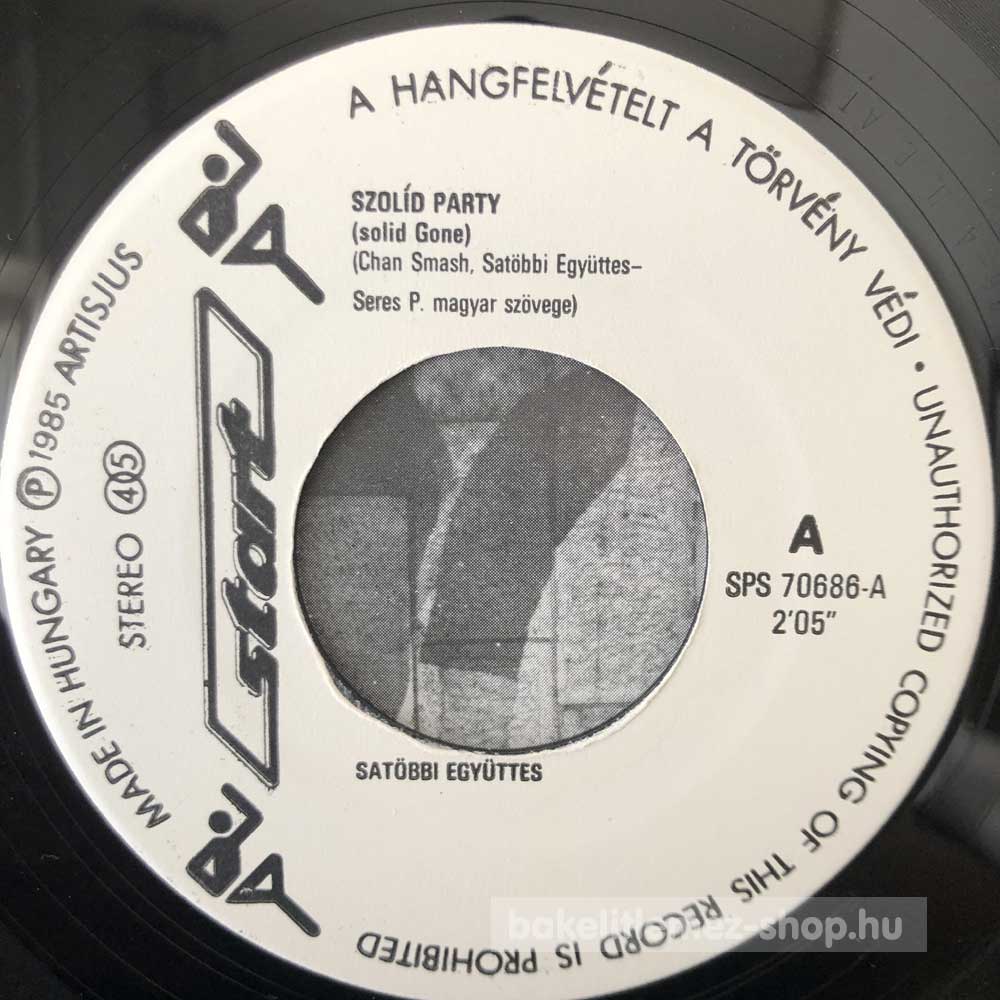 A HANGFELVÉTELT A TÖRVÉNY VÉDI • UNAUTHORIZED COPYING OF THIS RECORD IS PROHIBITED
SZOLÍD PARTY
(solid Gone)
(Chan Smash, Satöbbi Együttes–
Seres P. magyar szövege)
start
MADE IN HUNGARY Ⓟ 1985 ARTISJUS
STEREO 45
A
SPS 70686-A
2'05"
SATÖBBI EGYÜTTES
bakelitlemez-shop.hu